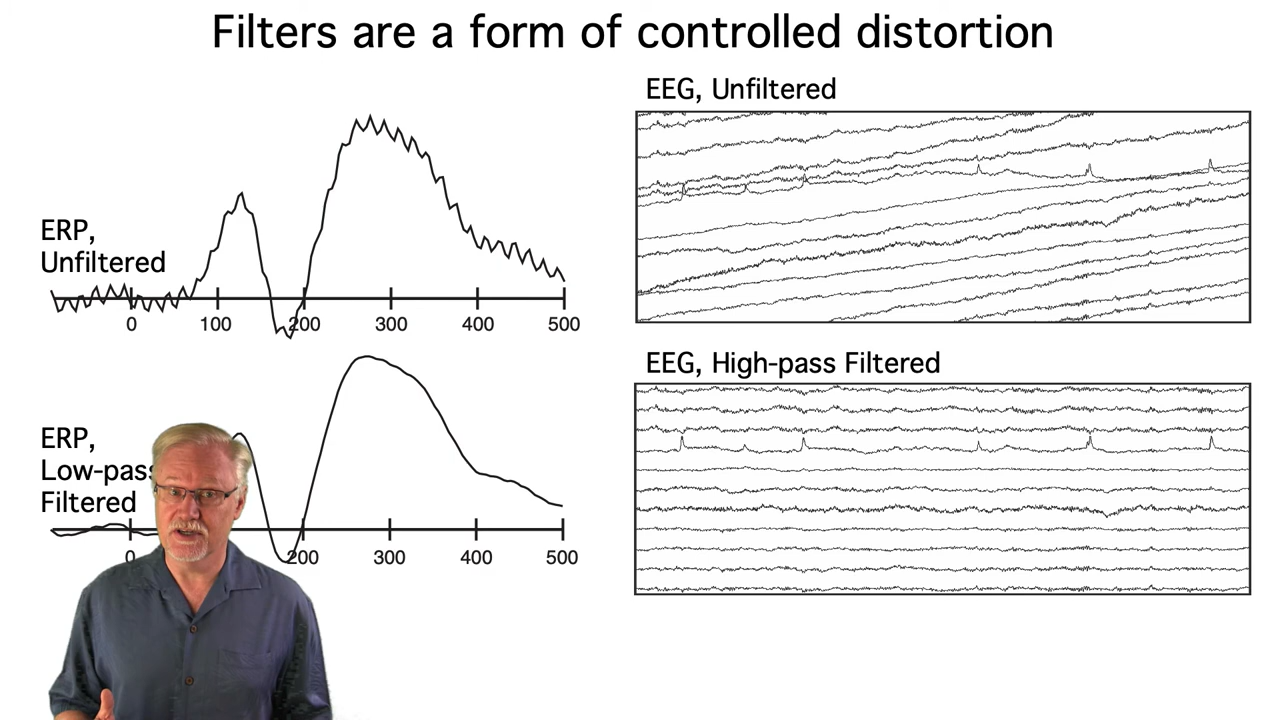 Filters are a form of controlled distortion
EEG, Unfiltered
ERP,
Unfiltered
0 100 200 300 400 500
EEG, High-pass Filtered
ERP,
Low-pass
Filtered
0 200 300 400 500